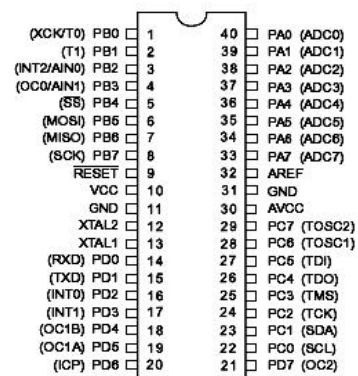 (XCK/T0) PB0 1 40 PA0 (ADC0)
(T1) PB1 2 39 PA1 (ADC1)
(INT2/AIN0) PB2 3 38 PA2 (ADC2)
(OC0/AIN1) PB3 4 37 PA3 (ADC3)
(SS) PB4 5 36 PA4 (ADC4)
(MOSI) PB5 6 35 PA5 (ADC5)
(MISO) PB6 7 34 PA6 (ADC6)
(SCK) PB7 8 33 PA7 (ADC7)
RESET 9 32 AREF
VCC 10 31 GND
GND 11 30 AVCC
XTAL2 12 29 PC7 (TOSC2)
XTAL1 13 28 PC6 (TOSC1)
(RXD) PD0 14 27 PC5 (TDI)
(TXD) PD1 15 26 PC4 (TDO)
(INT0) PD2 16 25 PC3 (TMS)
(INT1) PD3 17 24 PC2 (TCK)
(OC1B) PD4 18 23 PC1 (SDA)
(OC1A) PD5 19 22 PC0 (SCL)
(ICP) PD6 20 21 PD7 (OC2)